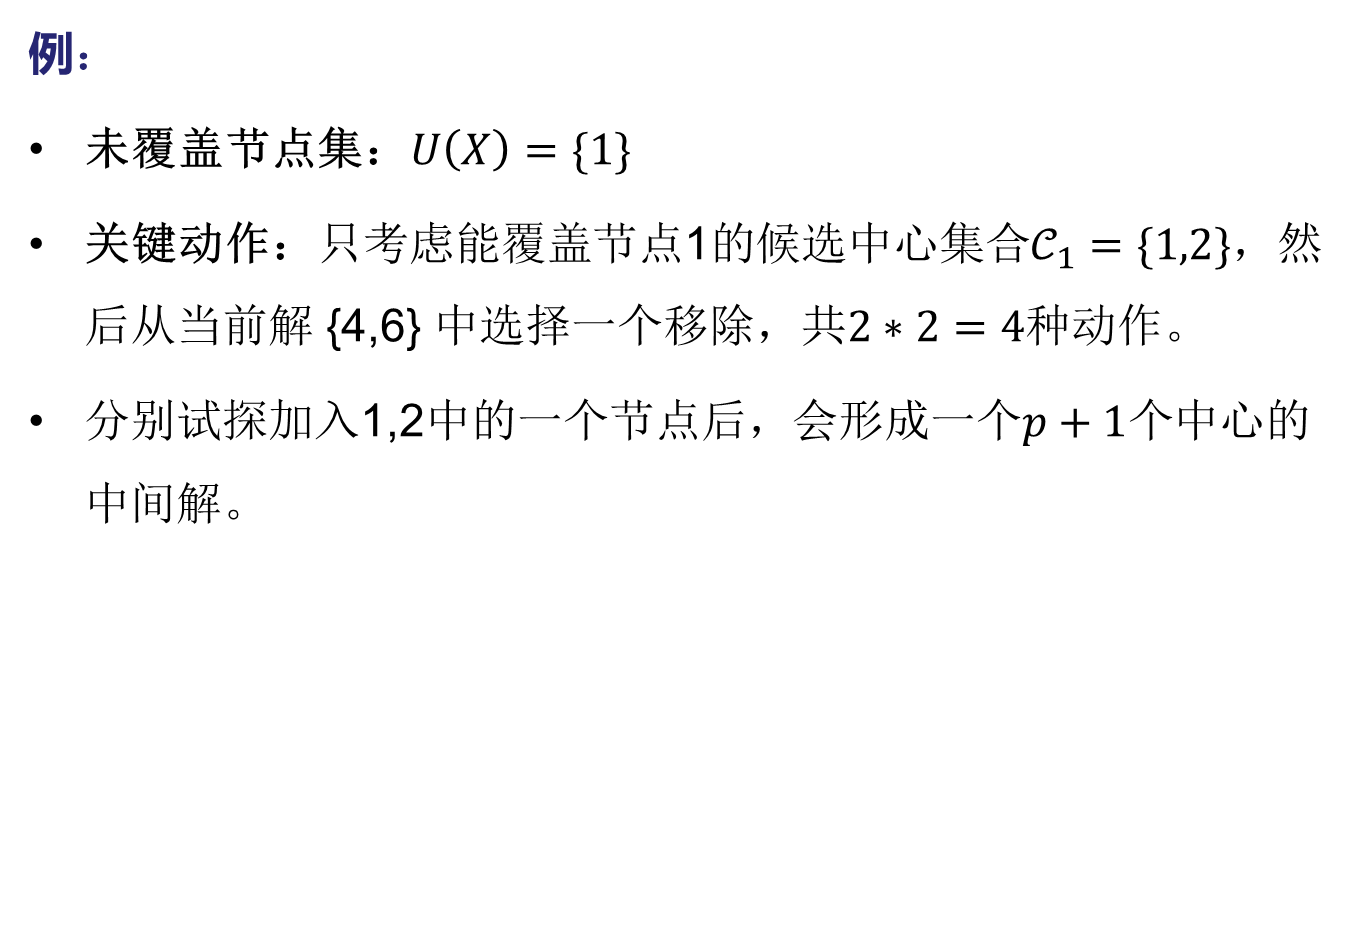 例：
• 未覆盖节点集：𝑈(𝑋) = {1}
• 关键动作：只考虑能覆盖节点1的候选中心集合𝒞₁ = {1,2}，然
后从当前解 {4,6} 中选择一个移除，共2 ∗ 2 = 4种动作。
• 分别试探加入1,2中的一个节点后，会形成一个𝑝 + 1个中心的
中间解。